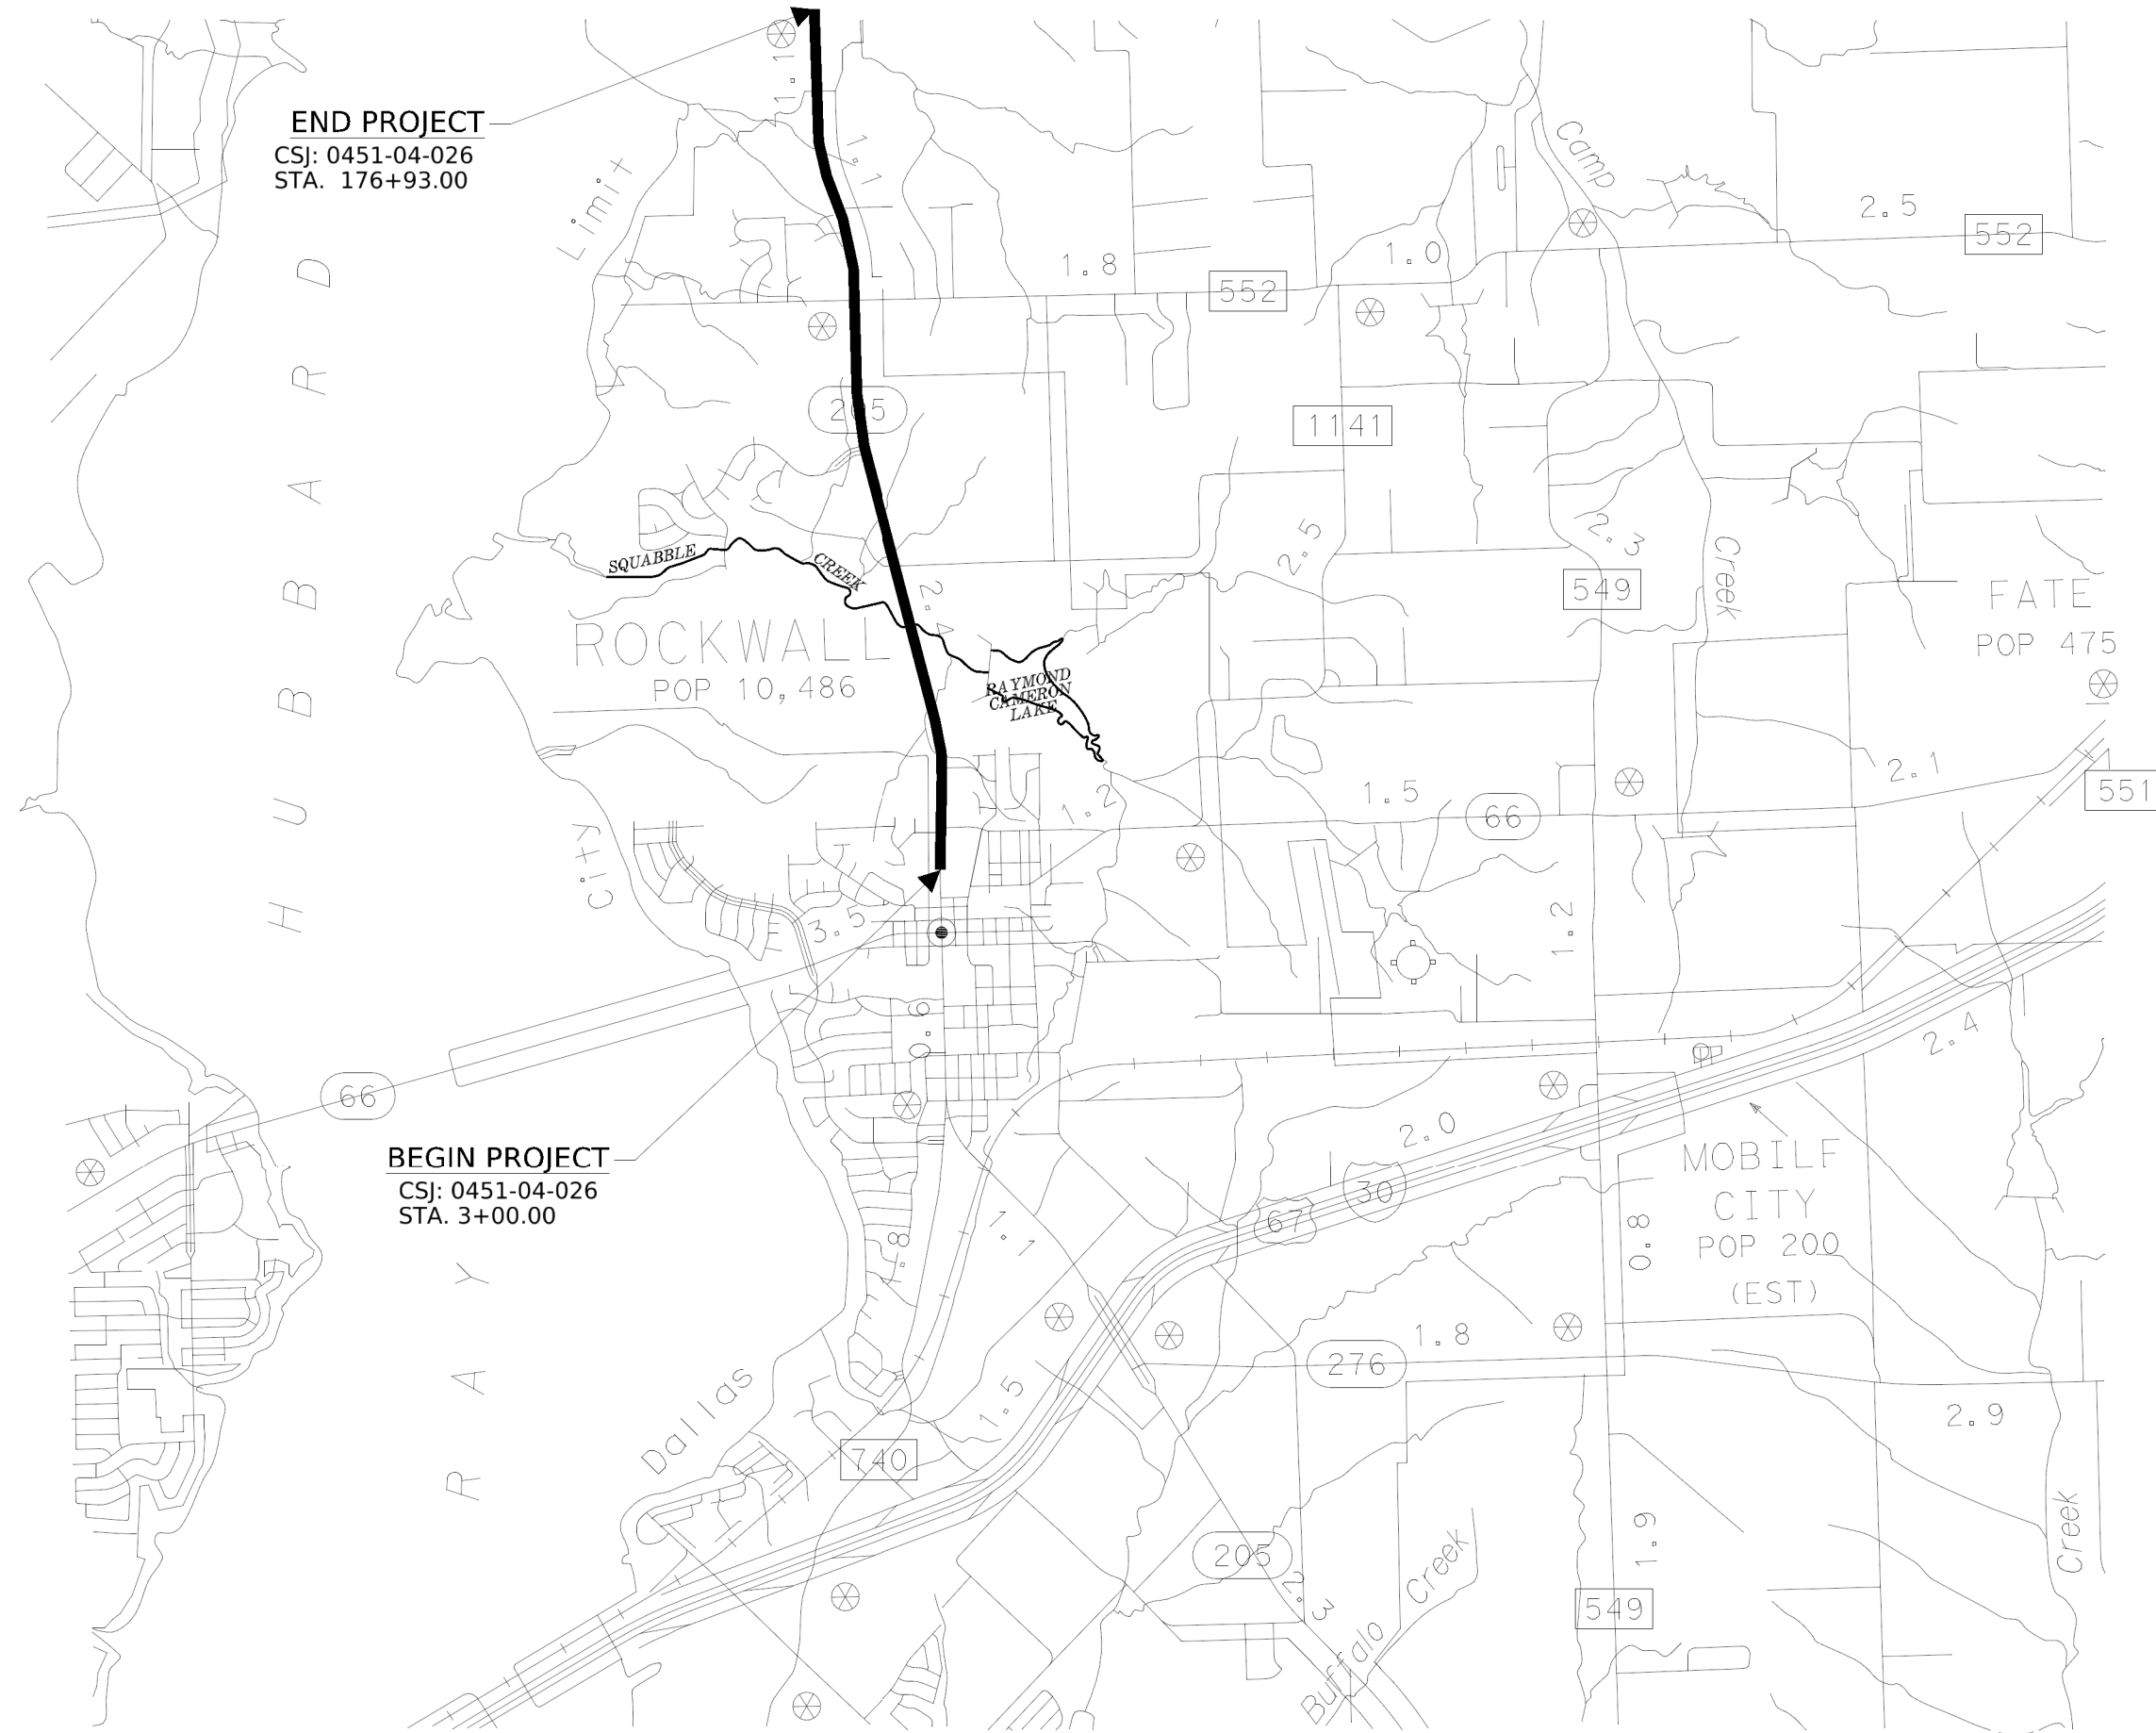 END PROJECT
CSJ: 0451-04-026
STA. 176+93.00
1.1
1.1
Limit
Camp
2.5
552
1.0
1.8
552
HUBBARD
1141
2.5
2.3
Creek
549
SQUABBLE
CREEK
2.4
ROCKWALL
POP 10,486
RAYMOND
CAMERON
LAKE
FATE
POP 475
551
2.1
1.5
66
1.2
City
3.5
1.2
0.9
2.4
66
BEGIN PROJECT
CSJ: 0451-04-026
STA. 3+00.00
2.0
30
67
MOBILF
CITY
POP 200
(EST)
0.8
1.8
276
2.9
RAY
Dallas
1.5
740
205
2.3
Buffalo Creek
1.9
549
Creek